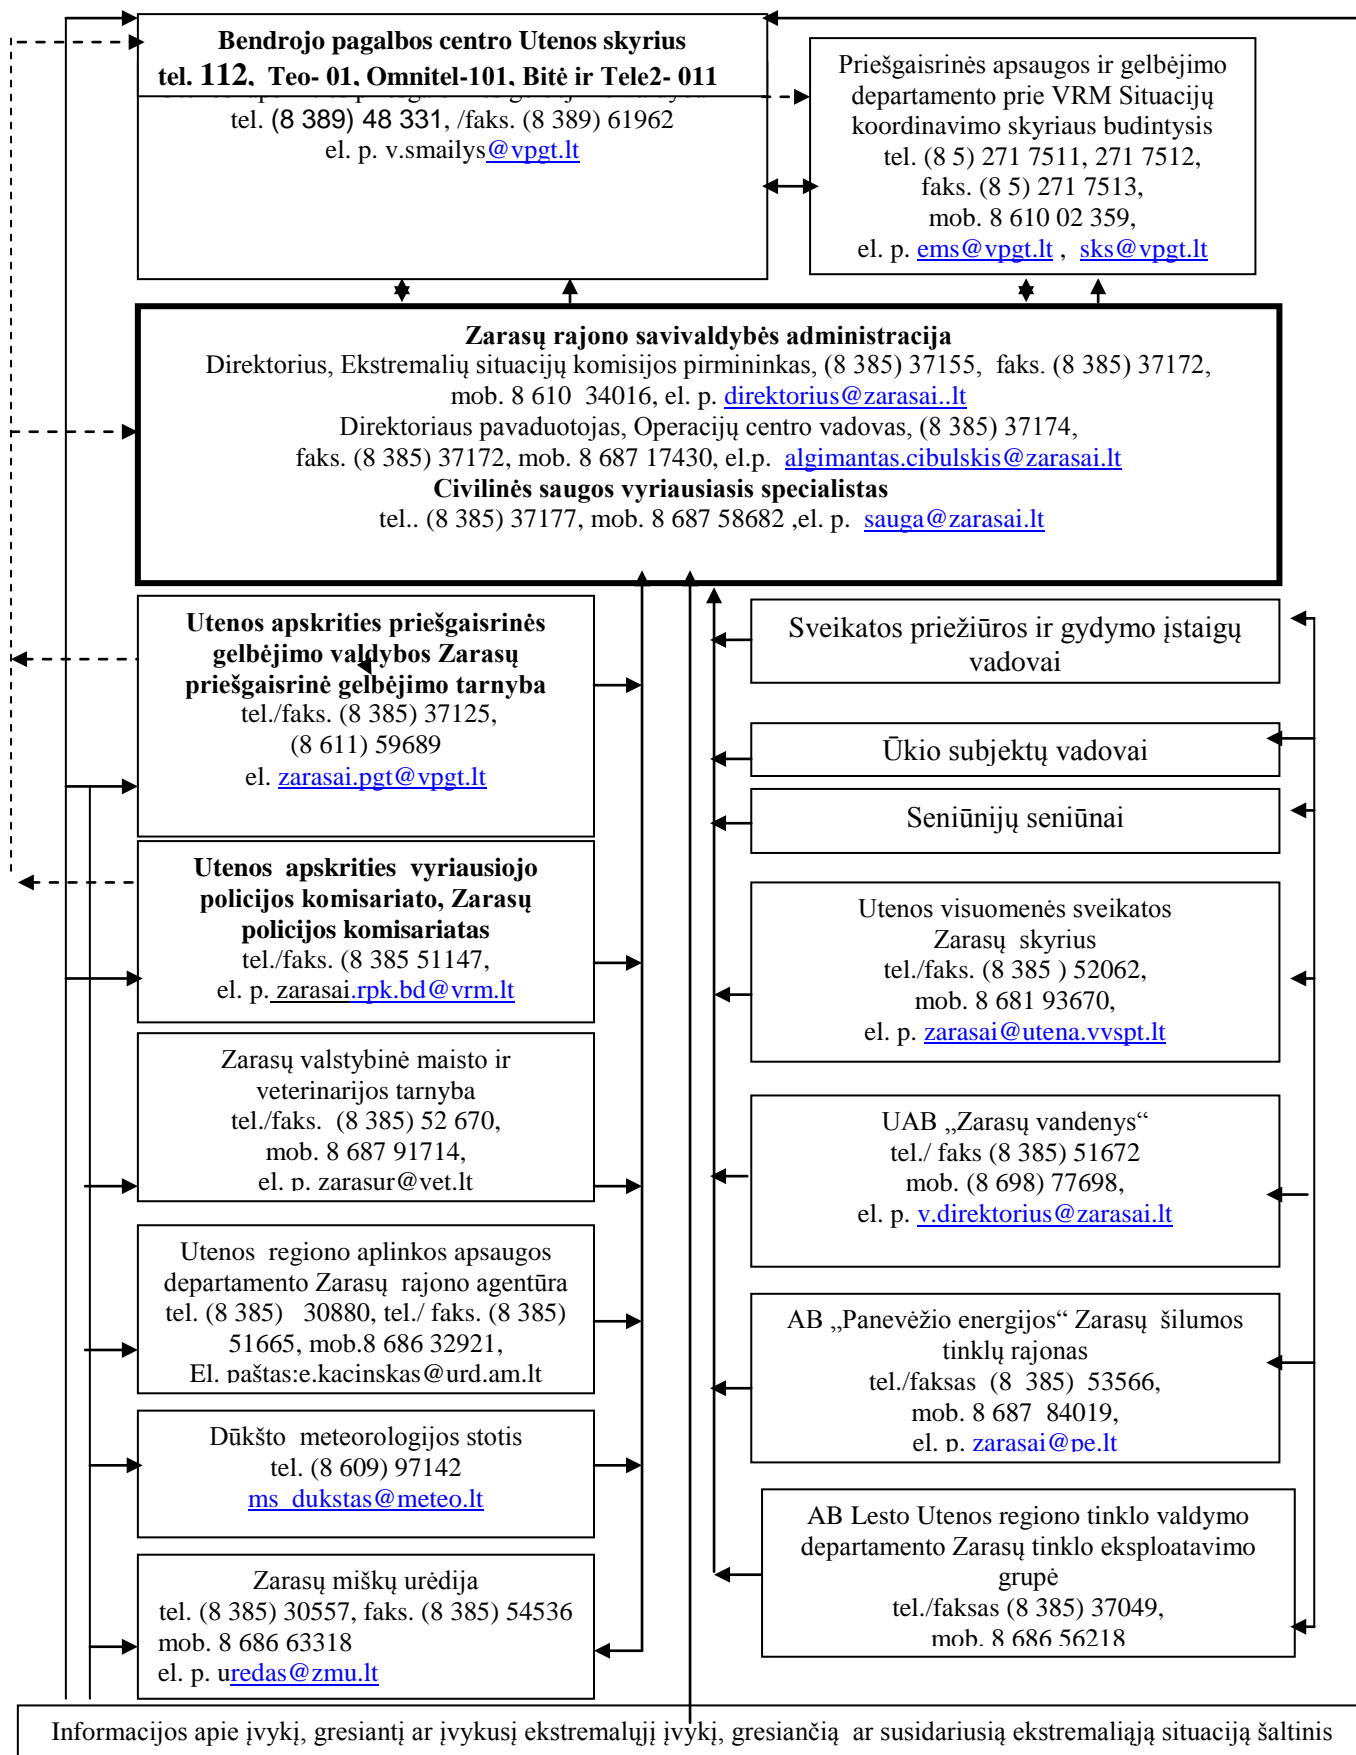 Bendrojo pagalbos centro Utenos skyrius
tel. 112, Teo- 01, Omnitel-101, Bitė ir Tele2- 011
tel. (8 389) 48 331, /faks. (8 389) 61962
el. p. v.smailys@vpgt.lt
Priešgaisrinės apsaugos ir gelbėjimo
departamento prie VRM Situacijų
koordinavimo skyriaus budintysis
tel. (8 5) 271 7511, 271 7512,
faks. (8 5) 271 7513,
mob. 8 610 02 359,
el. p. ems@vpgt.lt , sks@vpgt.lt
Zarasų rajono savivaldybės administracija
Direktorius, Ekstremalių situacijų komisijos pirmininkas, (8 385) 37155, faks. (8 385) 37172,
mob. 8 610 34016, el. p. direktorius@zarasai..lt
Direktoriaus pavaduotojas, Operacijų centro vadovas, (8 385) 37174,
faks. (8 385) 37172, mob. 8 687 17430, el.p. algimantas.cibulskis@zarasai.lt
Civilinės saugos vyriausiasis specialistas
tel.. (8 385) 37177, mob. 8 687 58682 ,el. p. sauga@zarasai.lt
Utenos apskrities priešgaisrinės
gelbėjimo valdybos Zarasų
priešgaisrinė gelbėjimo tarnyba
tel./faks. (8 385) 37125,
(8 611) 59689
el. zarasai.pgt@vpgt.lt
Utenos apskrities vyriausiojo
policijos komisariato, Zarasų
policijos komisariatas
tel./faks. (8 385 51147,
el. p. zarasai.rpk.bd@vrm.lt
Zarasų valstybinė maisto ir
veterinarijos tarnyba
tel./faks. (8 385) 52 670,
mob. 8 687 91714,
el. p. zarasur@vet.lt
Utenos regiono aplinkos apsaugos
departamento Zarasų rajono agentūra
tel. (8 385) 30880, tel./ faks. (8 385)
51665, mob.8 686 32921,
El. paštas:e.kacinskas@urd.am.lt
Dūkšto meteorologijos stotis
tel. (8 609) 97142
ms_dukstas@meteo.lt
Zarasų miškų urėdija
tel. (8 385) 30557, faks. (8 385) 54536
mob. 8 686 63318
el. p. uredas@zmu.lt
Sveikatos priežiūros ir gydymo įstaigų
vadovai
Ūkio subjektų vadovai
Seniūnijų seniūnai
Utenos visuomenės sveikatos
Zarasų skyrius
tel./faks. (8 385 ) 52062,
mob. 8 681 93670,
el. p. zarasai@utena.vvspt.lt
UAB „Zarasų vandenys“
tel./ faks (8 385) 51672
mob. (8 698) 77698,
el. p. v.direktorius@zarasai.lt
AB „Panevėžio energijos“ Zarasų šilumos
tinklų rajonas
tel./faksas (8 385) 53566,
mob. 8 687 84019,
el. p. zarasai@pe.lt
AB Lesto Utenos regiono tinklo valdymo
departamento Zarasų tinklo eksploatavimo
grupė
tel./faksas (8 385) 37049,
mob. 8 686 56218
Informacijos apie įvykį, gresiantį ar įvykusį ekstremalųjį įvykį, gresiančią ar susidariusią ekstremaliąją situaciją šaltinis